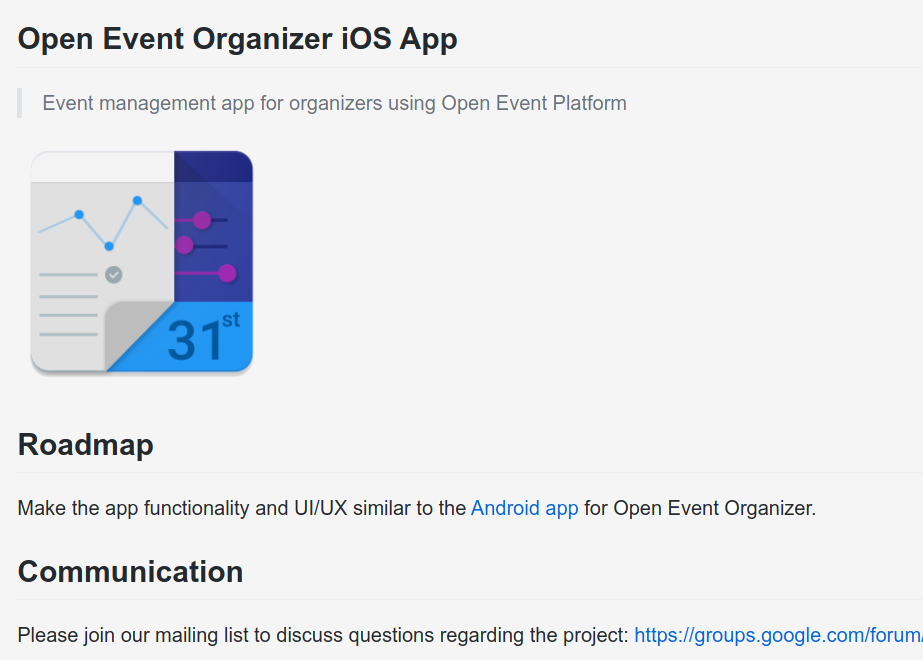 Open Event Organizer iOS App
Event management app for organizers using Open Event Platform
31st
Roadmap
Make the app functionality and UI/UX similar to the Android app for Open Event Organizer.
Communication
Please join our mailing list to discuss questions regarding the project: https://groups.google.com/forum/